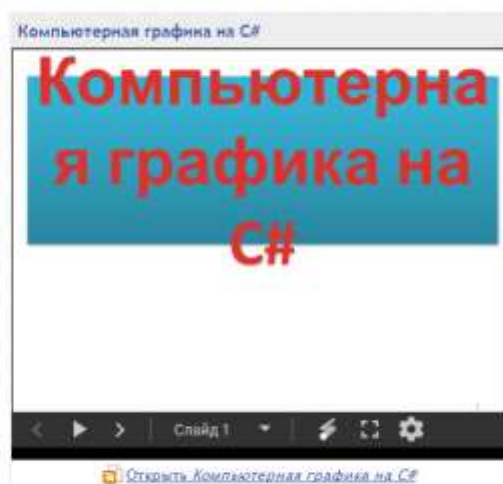 Компьютерная графика на C#
Компьютерна
я графика на
C#
Слайд 1
Открыть Компьютерная графика на C#